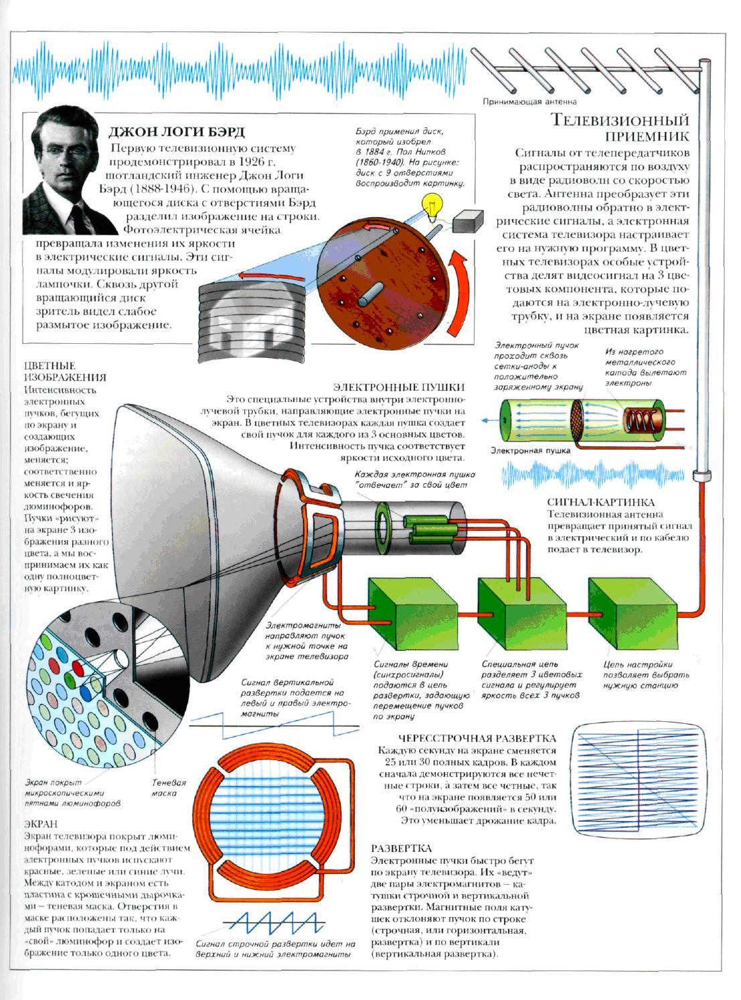 Принимающая антенна
ДЖОН ЛОГИ БЭРД
Первую телевизионную систему
продемонстрировал в 1926 г.
шотландский инженер Джон Логи
Бэрд (1888-1946). С помощью враща-
ющегося диска с отверстиями Бэрд
разделил изображение на строки.
Фотоэлектрическая ячейка
превращала изменения их яркости
в электрические сигналы. Эти сиг-
налы модулировали яркость
лампочки. Сквозь другой
вращающийся диск
зритель видел слабое
размытое изображение.
Бэрд применил диск,
который изобрел
в 1884 г. Пол Нипков
(1860-1940). На рисунке:
диск с 9 отверстиями
воспроизводит картинку.
ТЕЛЕВИЗИОННЫЙ
ПРИЕМНИК
Сигналы от телепередатчиков
распространяются по воздуху
в виде радиоволн со скоростью
света. Антенна преобразует эти
радиоволны обратно в элект-
рические сигналы, а электронная
система телевизора настраивает
его на нужную программу. В цвет-
ных телевизорах особые устрой-
ства делят видеосигнал на 3 цве-
товых компонента, которые по-
даются на электронно-лучевую
трубку, и на экране появляется
цветная картинка.
Электронный пучок
проходит сквозь
сетки-аноды к
положительно
заряженному экрану
Из нагретого
металлического
катода вылетают
электроны
Электронная пушка
ЦВЕТНЫЕ
ИЗОБРАЖЕНИЯ
Интенсивность
электронных
пучков, бегущих
по экрану и
создающих
изображение,
меняется;
соответственно
меняется и яр-
кость свечения
люминофоров.
Пучки «рисуют»
на экране 3 изо-
бражения разного
цвета, а мы вос-
принимаем их как
одну полноцвет-
ную картинку.
ЭЛЕКТРОННЫЕ ПУШКИ
Это специальные устройства внутри электронно-
лучевой трубки, направляющие электронные пучки на
экран. В цветных телевизорах каждая пушка создает
свой пучок для каждого из 3 основных цветов.
Интенсивность пучка соответствует
яркости исходного цвета.
Каждая электронная пушка
"отвечает" за свой цвет
СИГНАЛ-КАРТИНКА
Телевизионная антенна
превращает принятый сигнал
в электрический и по кабелю
подает в телевизор.
Электромагниты
направляют пучок
к нужной точке на
экране телевизора
Сигналы времени
(синхросигналы)
подаются в цепь
развертки, задающую
перемещение пучков
по экрану
Специальная цепь
разделяет 3 цветовых
сигнала и регулирует
яркость всех 3 пучков
Цепь настройки
позволяет выбрать
нужную станцию
Сигнал вертикальной
развертки подается на
левый и правый электро-
магниты
Экран покрыт
микроскопическими
пятнами люминофоров
Теневая
маска
ЭКРАН
Экран телевизора покрыт люми-
нофорами, которые под действием
электронных пучков испускают
красные, зеленые или синие лучи.
Между катодом и экраном есть
пластина с крошечными дырочка-
ми – теневая маска. Отверстия в
маске расположены так, что каж-
дый пучок попадает только на
«свой» люминофор и создает изо-
бражение только одного цвета.
Сигнал строчной развертки идет на
верхний и нижний электромагниты
ЧЕРЕССТРОЧНАЯ РАЗВЕРТКА
Каждую секунду на экране сменяется
25 или 30 полных кадров. В каждом
сначала демонстрируются все нечет-
ные строки, а затем все четные, так
что на экране появляется 50 или
60 «полуизображений» в секунду.
Это уменьшает дрожание кадра.
РАЗВЕРТКА
Электронные пучки быстро бегут
по экрану телевизора. Их «ведут»
две пары электромагнитов – ка-
тушки строчной и вертикальной
развертки. Магнитные поля кату-
шек отклоняют пучок по строке
(строчная, или горизонтальная,
развертка) и по вертикали
(вертикальная развертка).